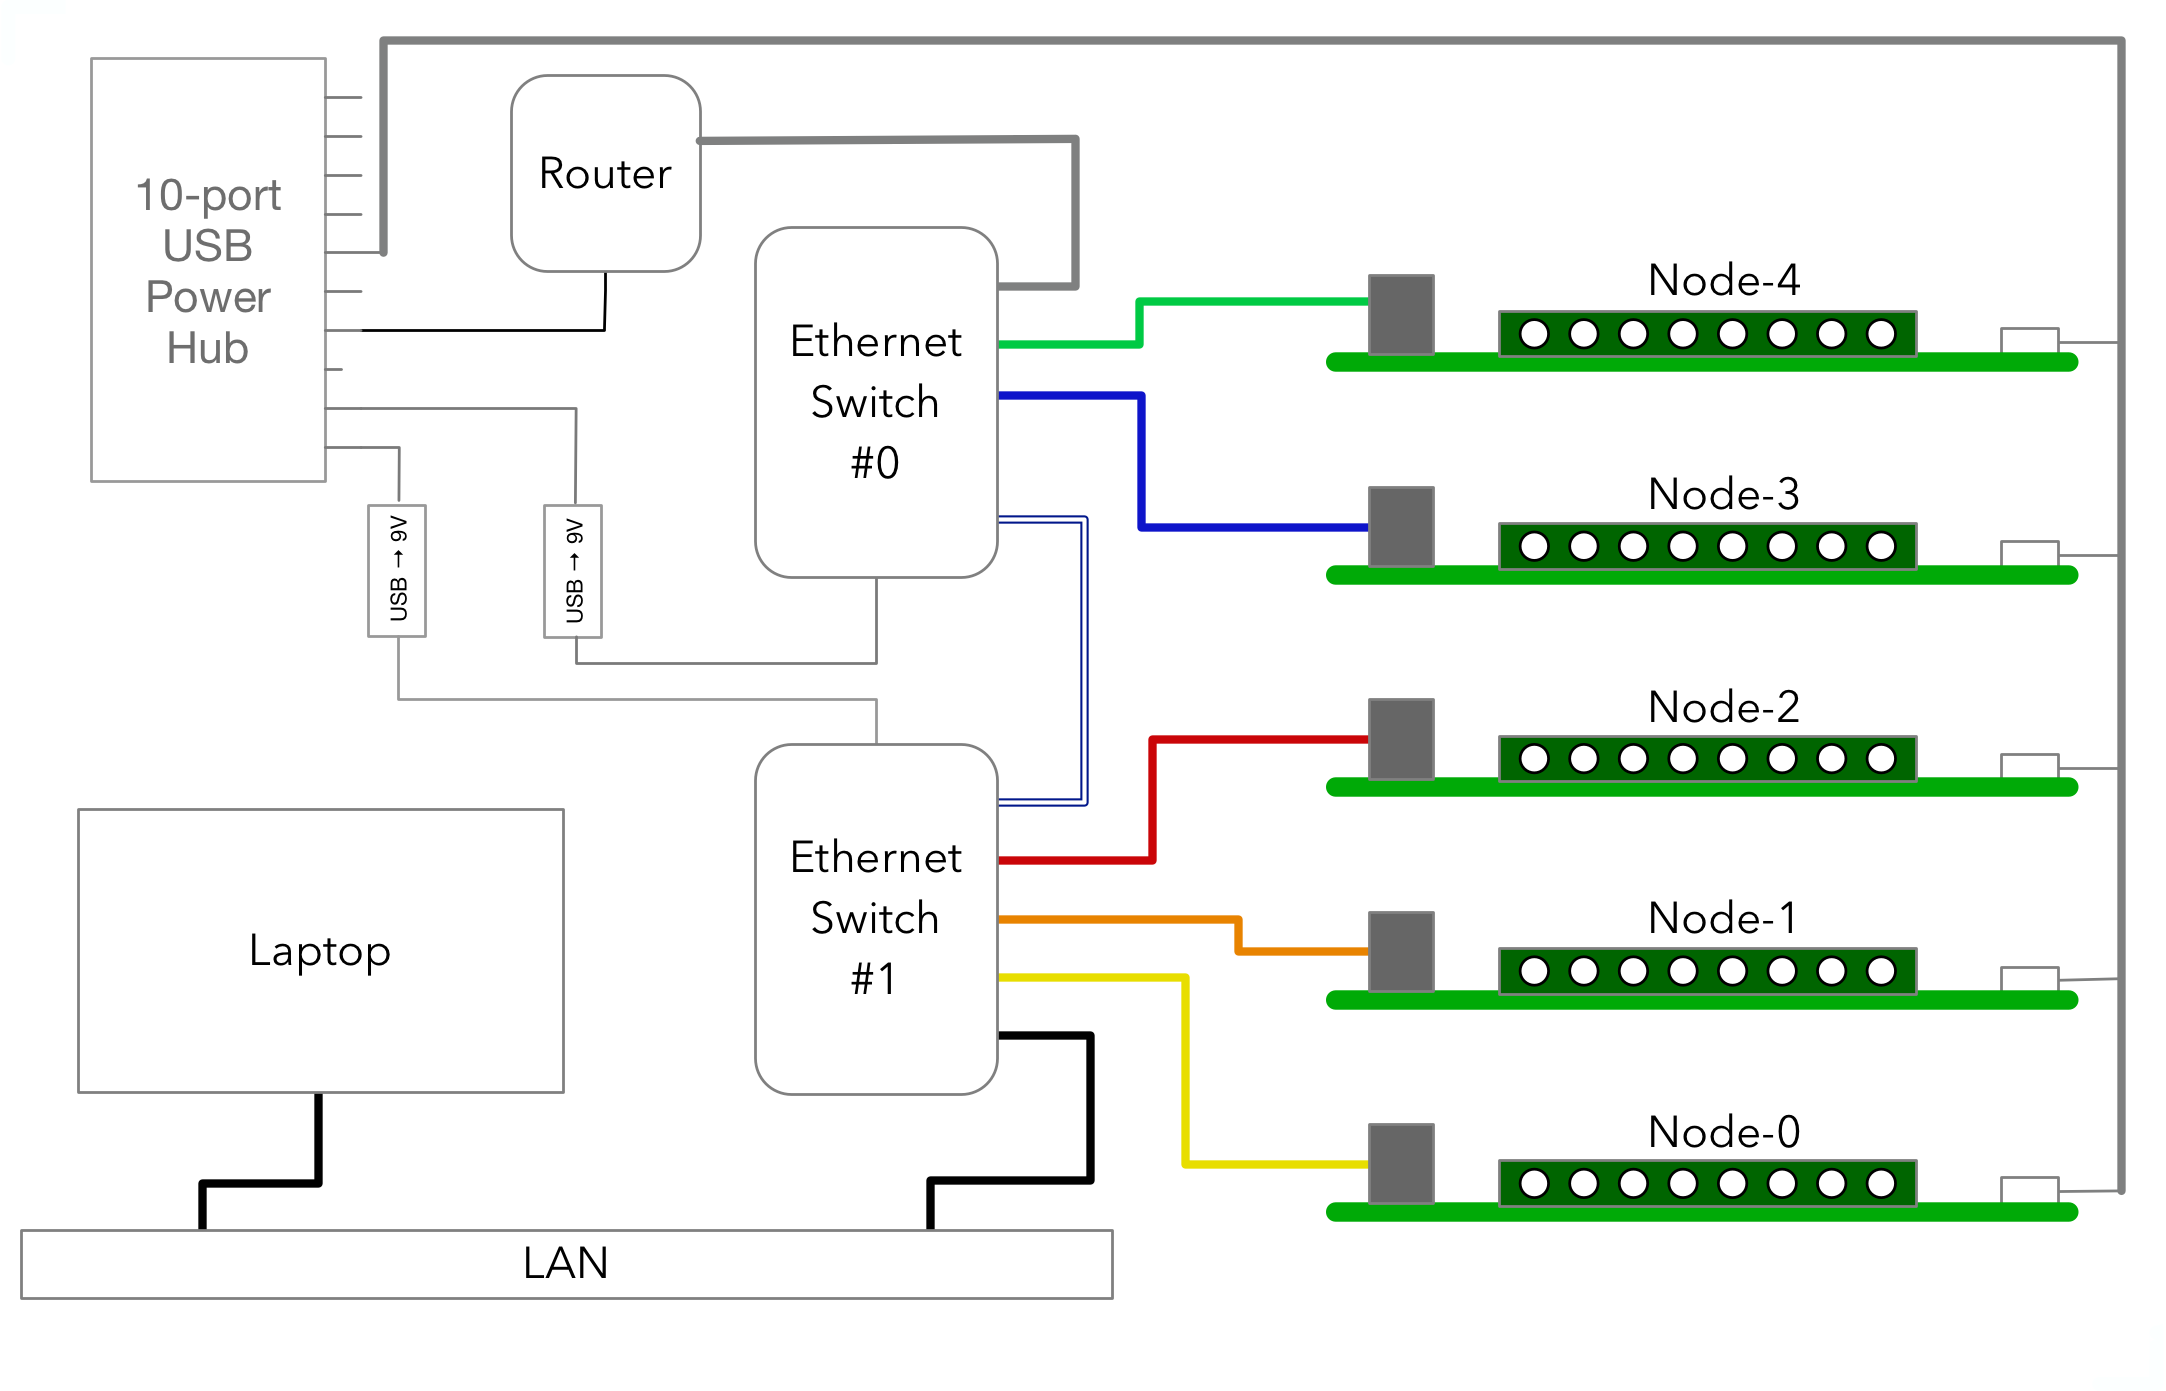 10-port
USB
Power
Hub
Router
Ethernet
Switch
#0
USB → 9V
USB → 9V
Ethernet
Switch
#1
Laptop
LAN
Node-4
Node-3
Node-2
Node-1
Node-0